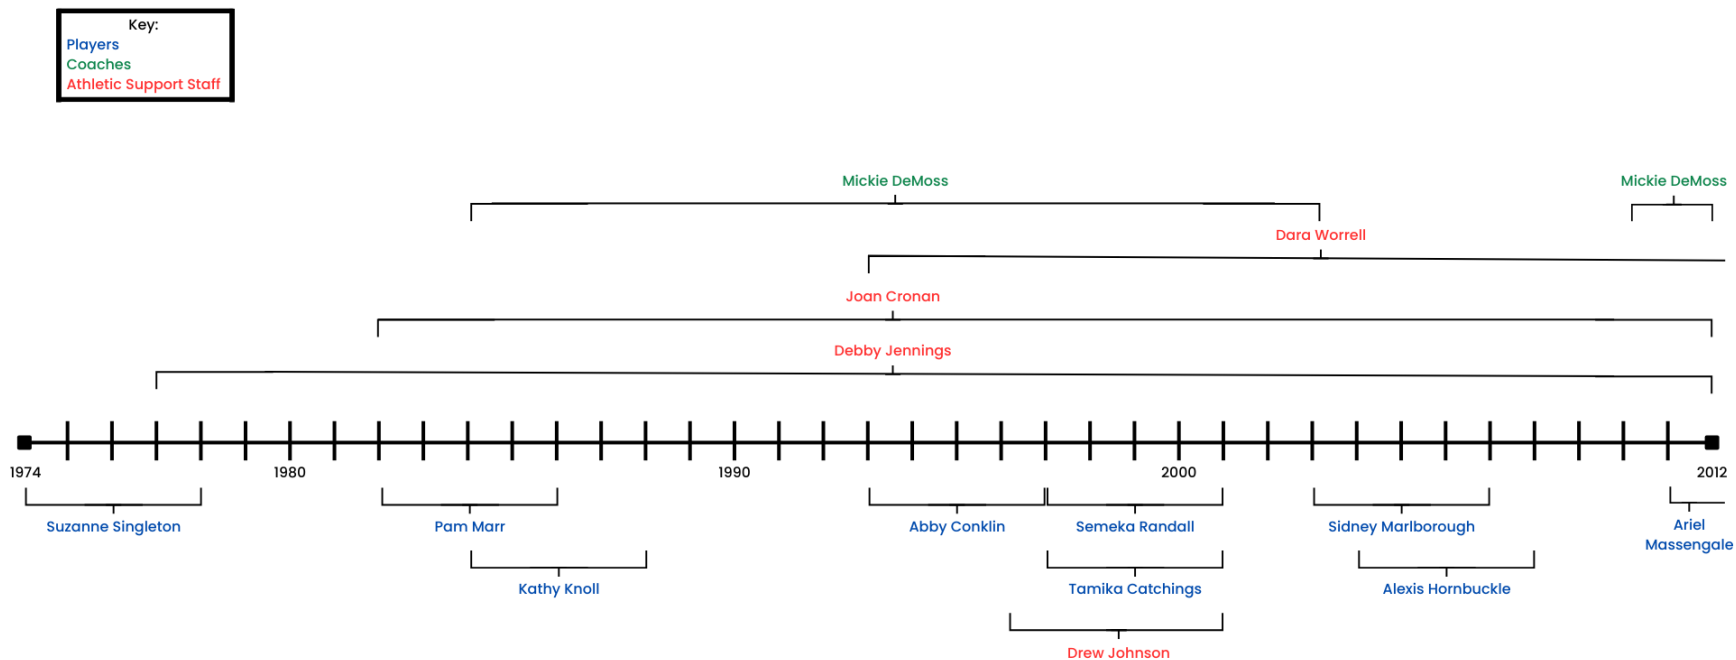 Key:
Players
Coaches
Athletic Support Staff
Mickie DeMoss
Mickie DeMoss
Dara Worrell
Joan Cronan
Debby Jennings
1974
1980
1990
2000
2012
Suzanne Singleton
Pam Marr
Abby Conklin
Semeka Randall
Sidney Marlborough
Ariel
Massengale
Kathy Knoll
Tamika Catchings
Alexis Hornbuckle
Drew Johnson